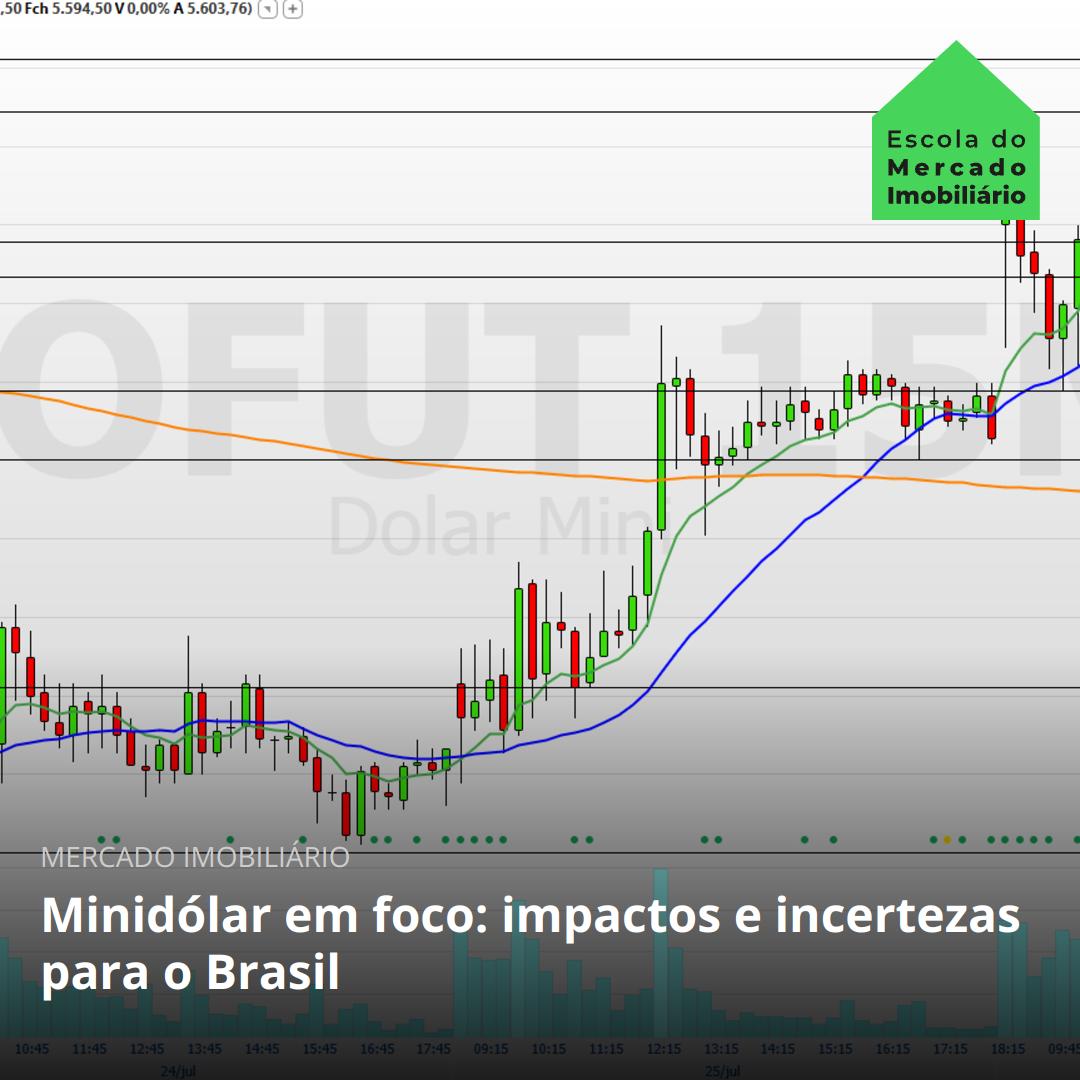 ,50 Fch 5.594,50 V 0,00% A 5.603,76)
Escola do
Mercado
Imobiliário
OFUT 15
Dolar Mini
MERCADO IMOBILIÁRIO
Minidólar em foco: impactos e incertezas
para o Brasil
10:45 11:45 12:45 13:45 14:45 15:45 16:45 17:45 09:15 10:15 11:15 12:15 13:15 14:15 15:15 16:15 17:15 18:15 09:45
24/jul 25/jul